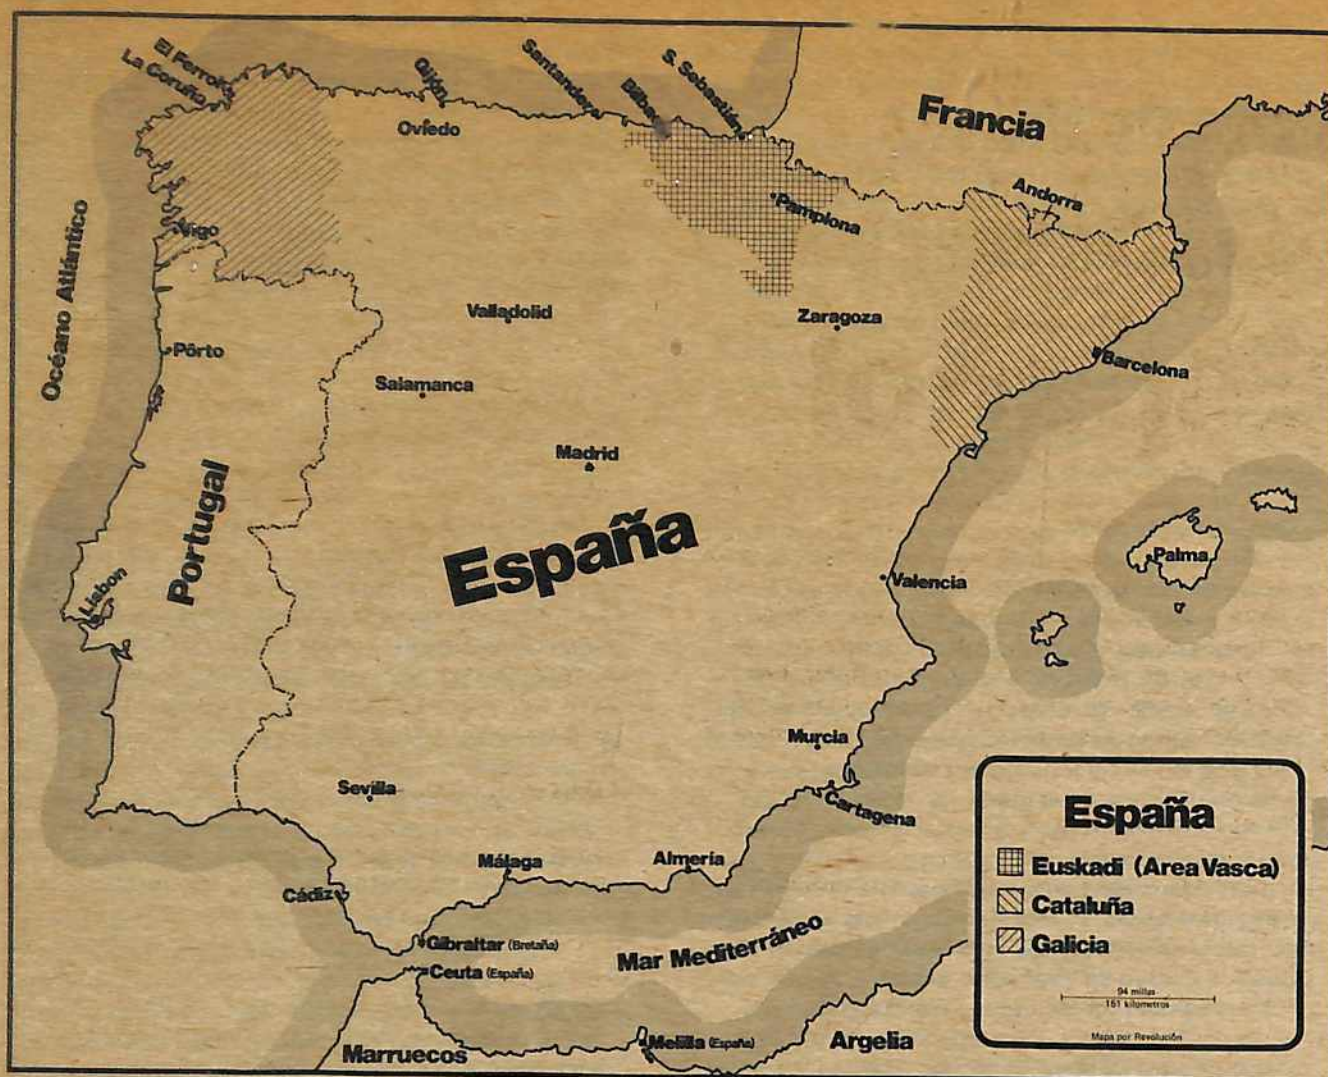 El Ferrol
La Coruña
Gijón
Santander
Bilbao
S. Sebastián
Francia
Oviedo
Andorra
Pamplona
Vigo
Océano Atlántico
Valladolid
Zaragoza
Pôrto
Barcelona
Salamanca
Madrid
Portugal
España
Palma
Lisbon
Valencia
Murcia
Sevilla
Cartagena
Málaga
Almería
Cádiz
Gibraltar (Bretaña)
Mar Mediterráneo
Ceuta (España)
Marruecos
Melilla (España)
Argelia
España
Euskadi (Area Vasca)
Cataluña
Galicia
94 millas
151 kilometros
Mapa por Revolución